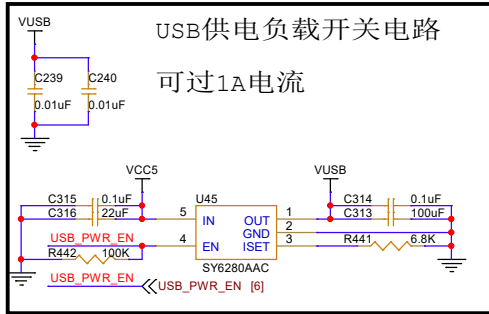 VUSB
USB供电负载开关电路
C239 C240
可过1A电流
0.01uF 0.01uF
VCC5 VUSB
C315 0.1uF U45 C314 0.1uF
C316 22uF 5 IN OUT 1 C313 100uF
GND 2
USB_PWR_EN 4 EN ISET 3 R441 6.8K
R442 100K
SY6280AAC
USB_PWR_EN USB_PWR_EN [6]